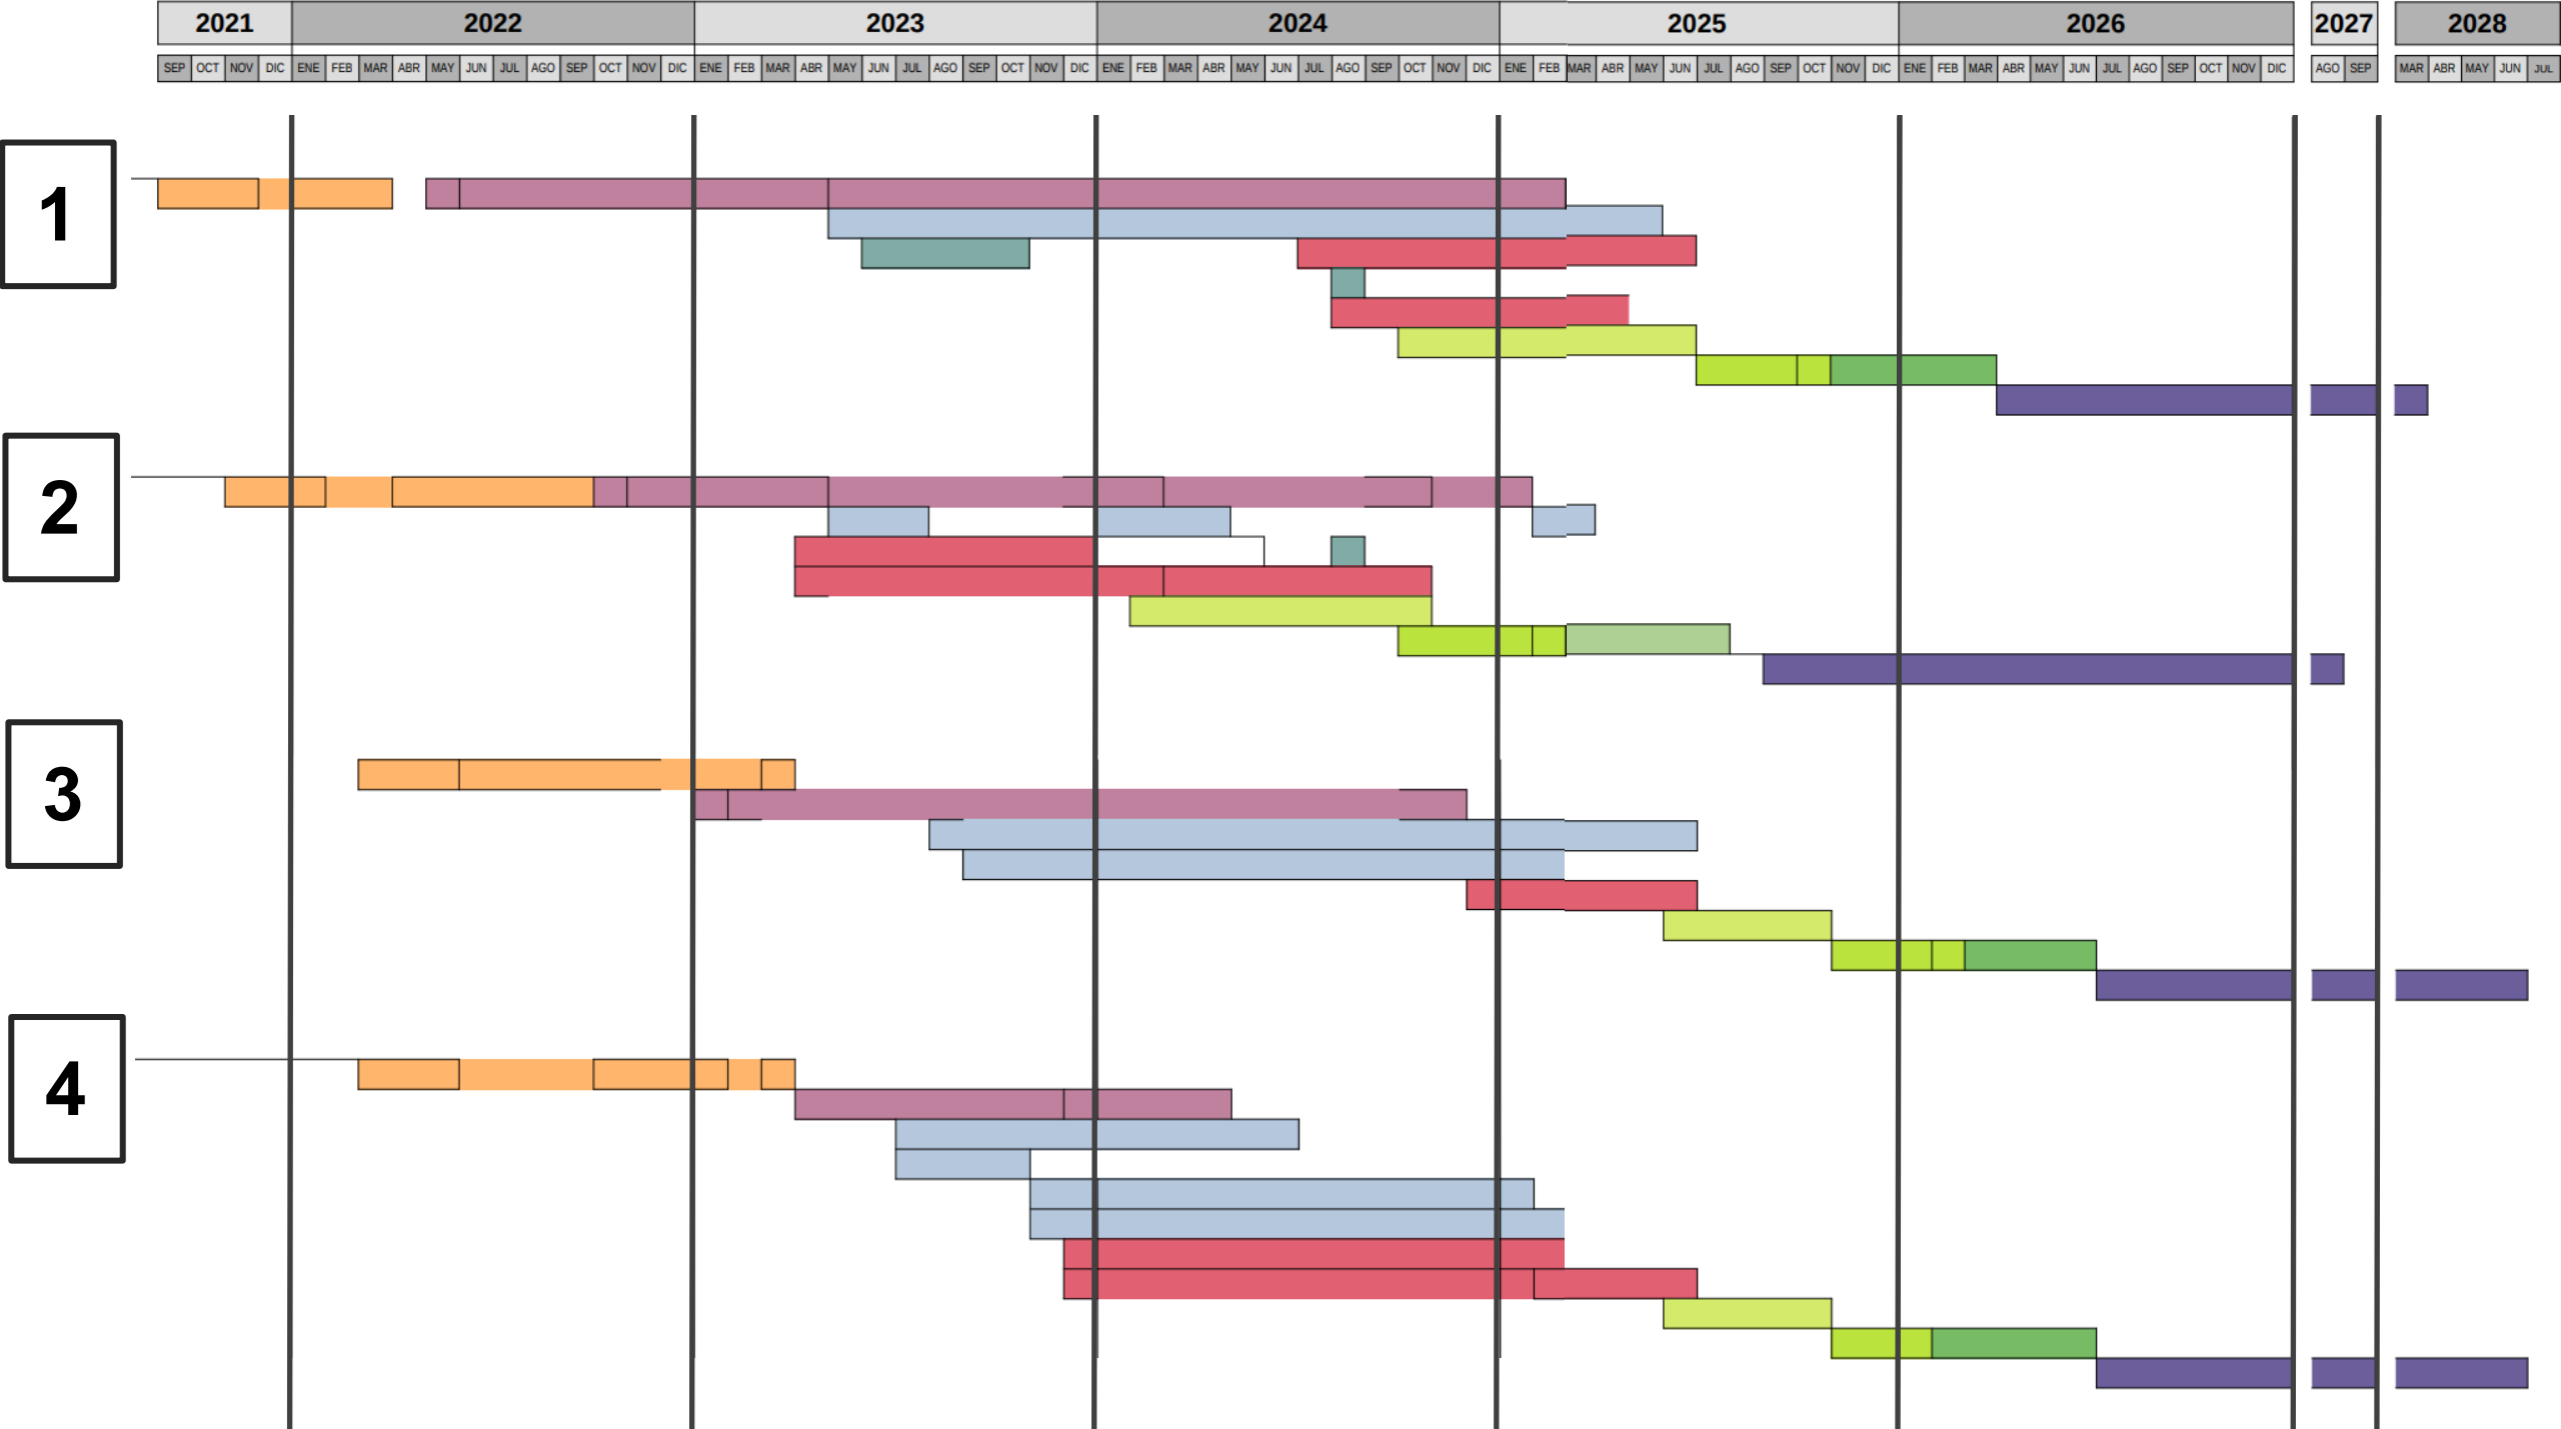 2021 2022 2023 2024 2025 2026 2027 2028
SEP OCT NOV DIC ENE FEB MAR ABR MAY JUN JUL AGO SEP OCT NOV DIC ENE FEB MAR ABR MAY JUN JUL AGO SEP OCT NOV DIC ENE FEB MAR ABR MAY JUN JUL AGO SEP OCT NOV DIC ENE FEB MAR ABR MAY JUN JUL AGO SEP OCT NOV DIC ENE FEB MAR ABR MAY JUN JUL AGO SEP OCT NOV DIC AGO SEP MAR ABR MAY JUN JUL
1
2
3
4